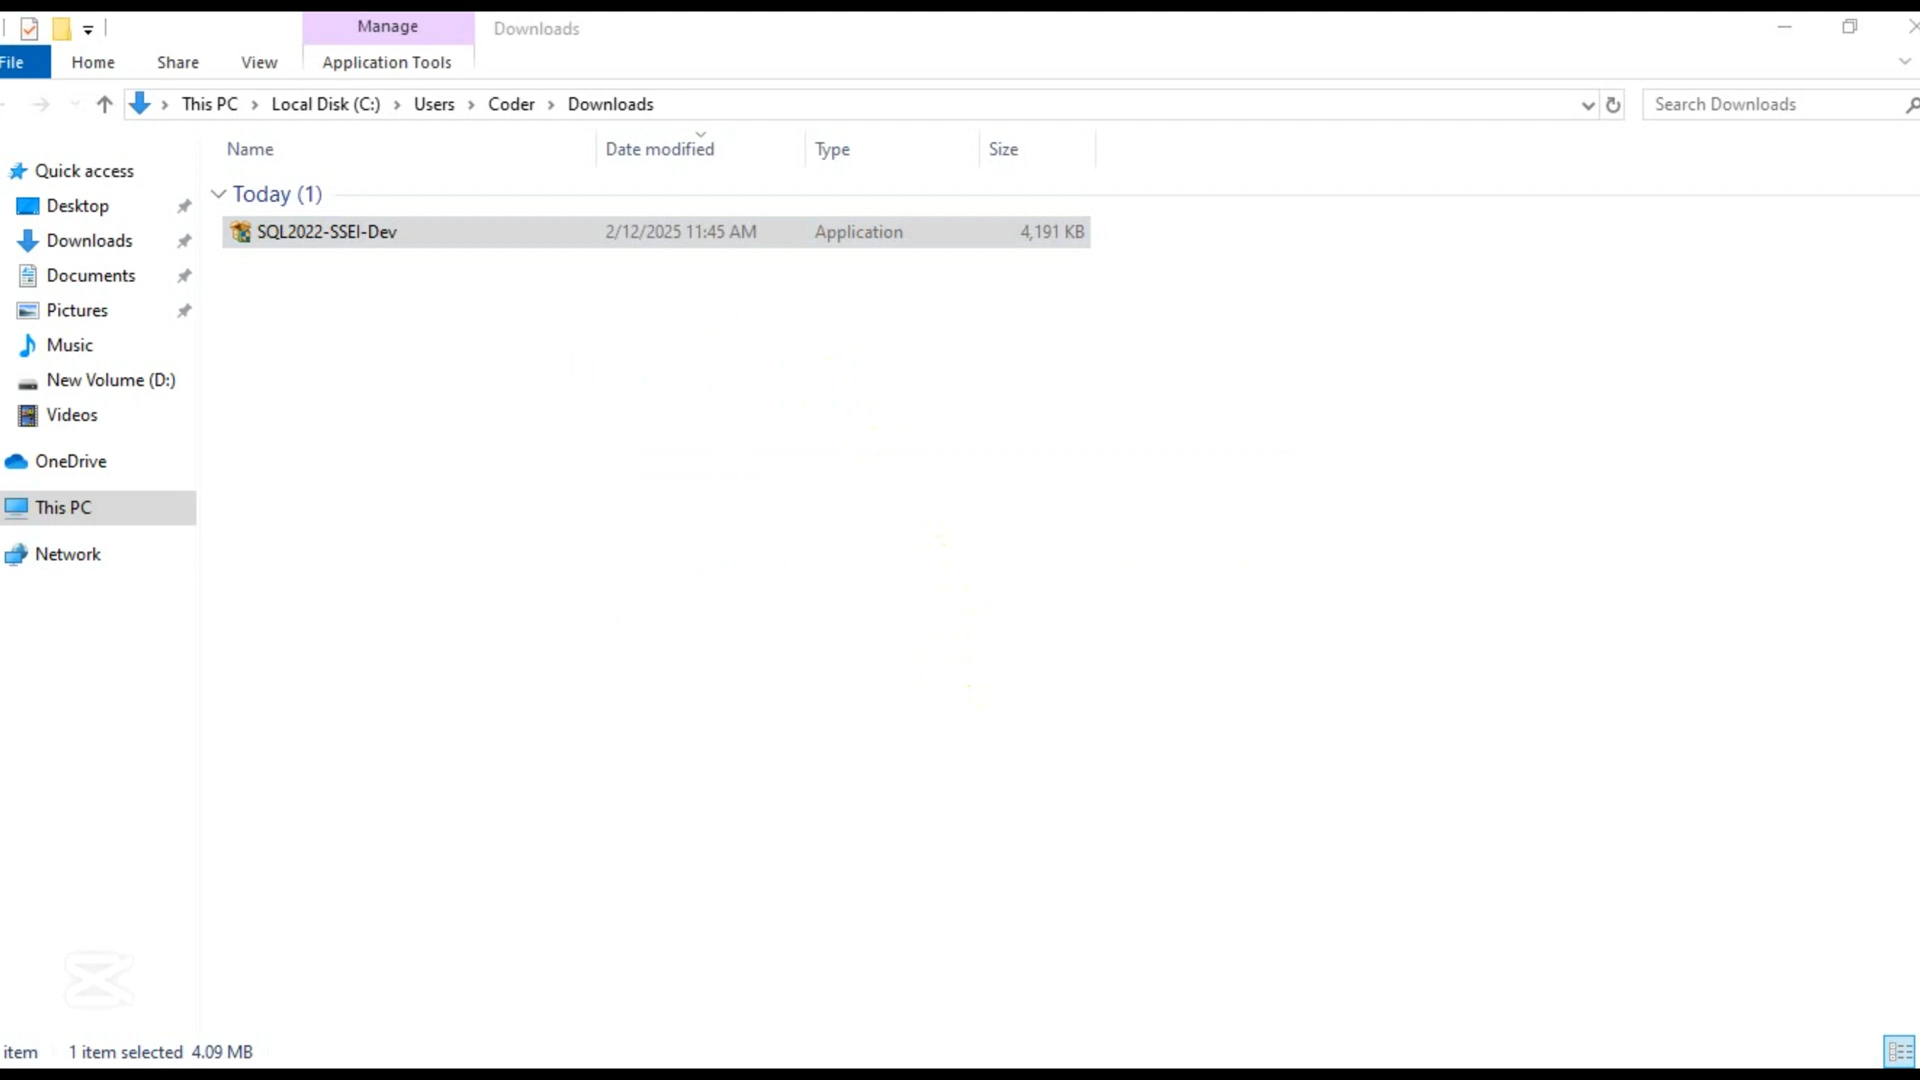 Manage
Downloads
File
Home
Share
View
Application Tools
This PC
Local Disk (C:)
Users
Coder
Downloads
Search Downloads
Name
Date modified
Type
Size
Quick access
Desktop
Downloads
Documents
Pictures
Music
New Volume (D:)
Videos
OneDrive
This PC
Network
Today (1)
SQL2022-SSEI-Dev
2/12/2025 11:45 AM
Application
4,191 KB
item
1 item selected 4.09 MB